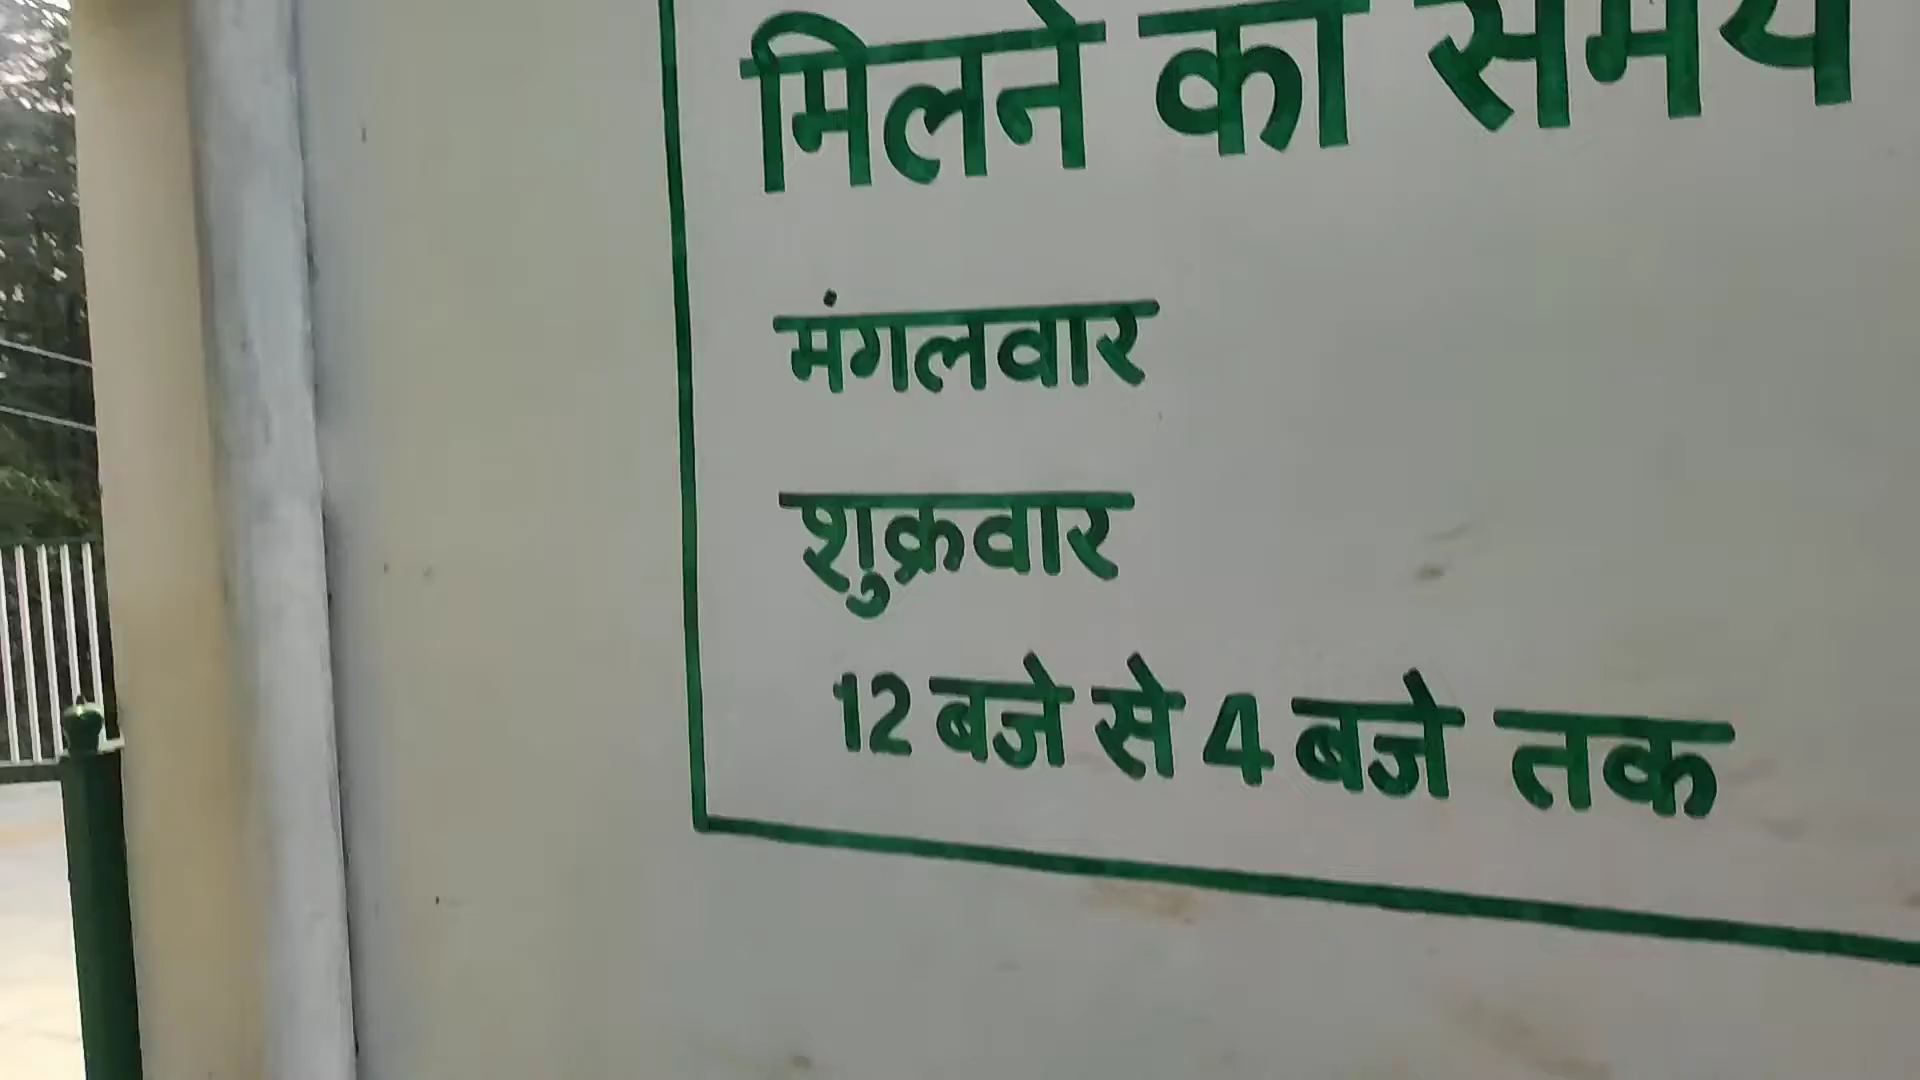 मिलने का समय
मंगलवार
शुक्रवार
12 बजे से 4 बजे तक